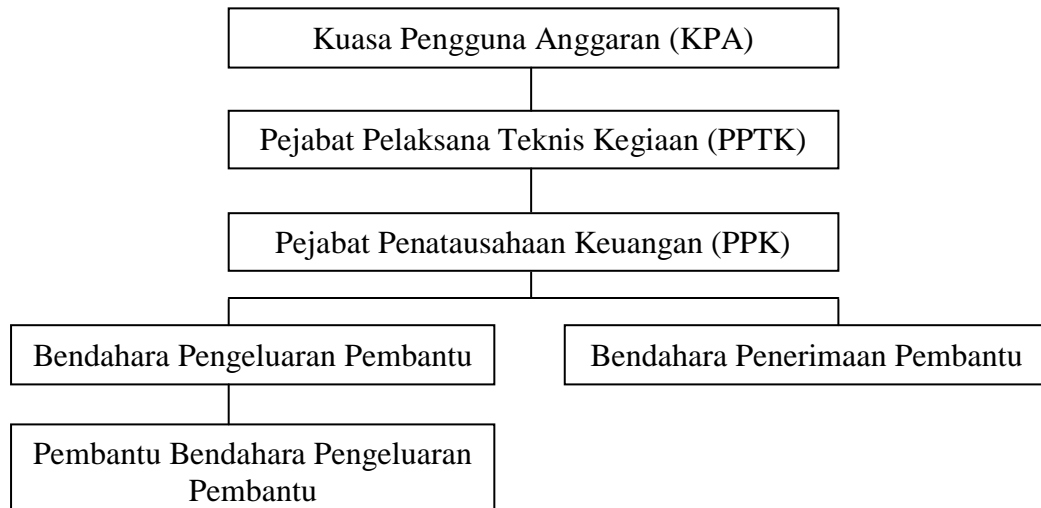 Kuasa Pengguna Anggaran (KPA)
Pejabat Pelaksana Teknis Kegiaan (PPTK)
Pejabat Penatausahaan Keuangan (PPK)
Bendahara Pengeluaran Pembantu
Bendahara Penerimaan Pembantu
Pembantu Bendahara Pengeluaran
Pembantu